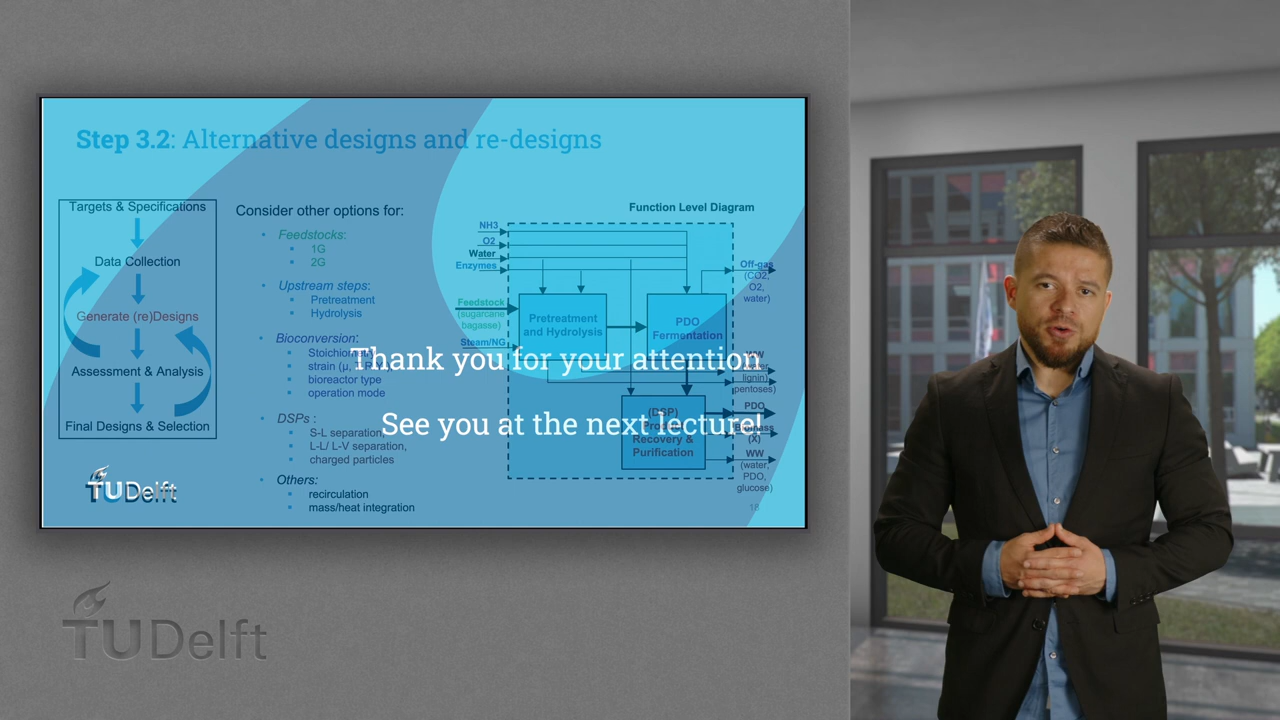 Step 3.2: Alternative designs and re-designs
Targets & Specifications
Data Collection
Generate (re)Designs
Assessment & Analysis
Final Designs & Selection
Consider other options for:
Feedstocks:
1G
2G
Upstream steps:
Pretreatment
Hydrolysis
Bioconversion:
strain (μ,
bioreactor type
operation mode
DSPs :
S-L separation,
L-L/ L-V separation,
charged particles
Others:
recirculation
mass/heat integration
Function Level Diagram
NH3
O2
Water
Enzymes
Feedstock
(sugarcane
bagasse)
Steam/NG
Pretreatment
and Hydrolysis
PDO
Fermentation
Off-gas
(CO2,
O2,
water)
lignin)
pentoses)
(DSP)
Recovery &
Purification
PDO
(X)
WW
(water,
PDO,
glucose)
Thank you for your attention
See you at the next lecture!
TUDelft
18
TUDelft